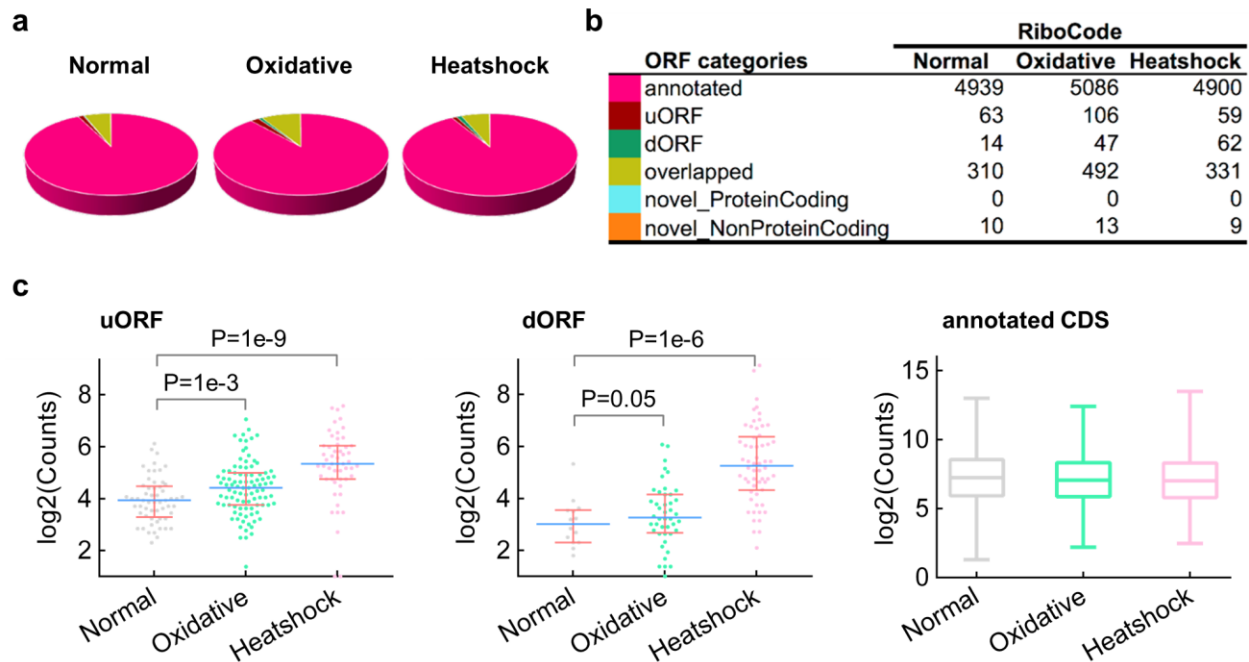 a
Normal Oxidative Heatshock
b
RiboCode
ORF categories Normal Oxidative Heatshock
annotated 4939 5086 4900
uORF 63 106 59
dORF 14 47 62
overlapped 310 492 331
novel_ProteinCoding 0 0 0
novel_NonProteinCoding 10 13 9
c
uORF
P=1e-9
P=1e-3
log2(Counts)
8
6
4
2
Normal
Oxidative
Heatshock
dORF
P=1e-6
P=0.05
log2(Counts)
8
6
4
2
Normal
Oxidative
Heatshock
annotated CDS
log2(Counts)
15
10
5
0
Normal
Oxidative
Heatshock